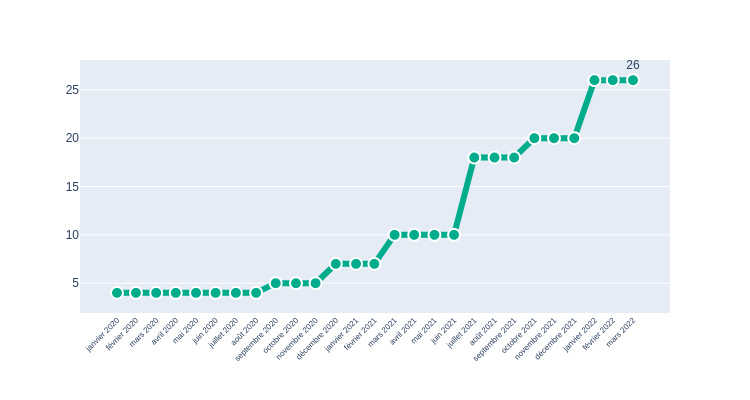 26
25
20
15
10
5
janvier 2020
février 2020
mars 2020
avril 2020
mai 2020
juin 2020
juillet 2020
août 2020
septembre 2020
octobre 2020
novembre 2020
décembre 2020
janvier 2021
février 2021
mars 2021
avril 2021
mai 2021
juin 2021
juillet 2021
août 2021
septembre 2021
octobre 2021
novembre 2021
décembre 2021
janvier 2022
février 2022
mars 2022